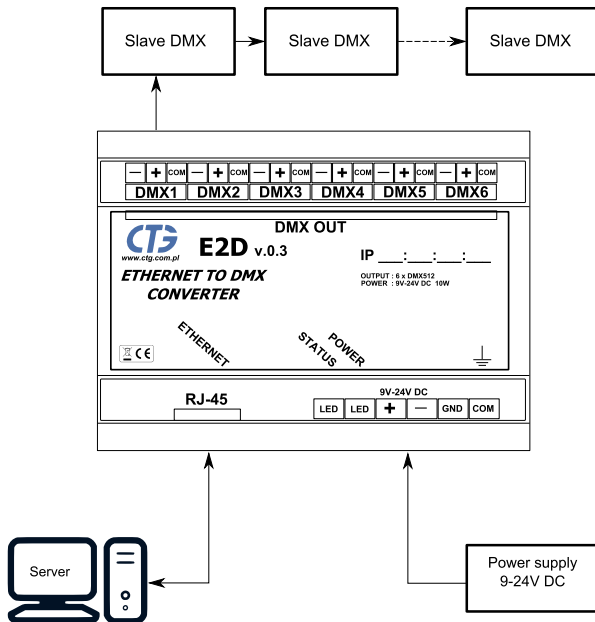 Slave DMX
Slave DMX
Slave DMX
— + COM — + COM — + COM — + COM — + COM — + COM
DMX1 DMX2 DMX3 DMX4 DMX5 DMX6
DMX OUT
CTG
www.ctg.com.pl
E2D v.0.3
IP ___:___:___:___
ETHERNET TO DMX
CONVERTER
OUTPUT : 6 x DMX512
POWER : 9V-24V DC 10W
ETHERNET
STATUS
POWER
CE
RJ-45
9V-24V DC
LED LED + — GND COM
Server
Power supply
9-24V DC